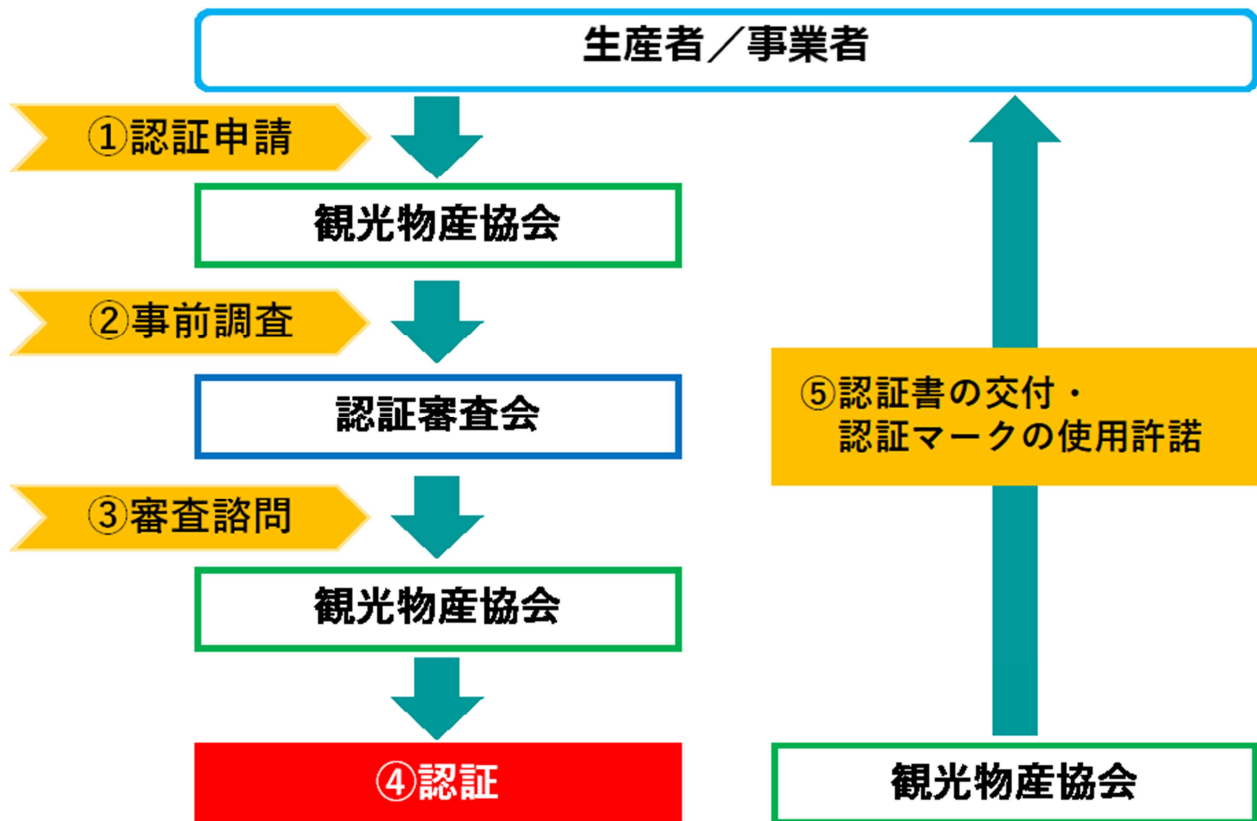 生産者／事業者
①認証申請
観光物産協会
②事前調査
認証審査会
③審査諮問
観光物産協会
④認証
⑤認証書の交付・
認証マークの使用許諾
観光物産協会